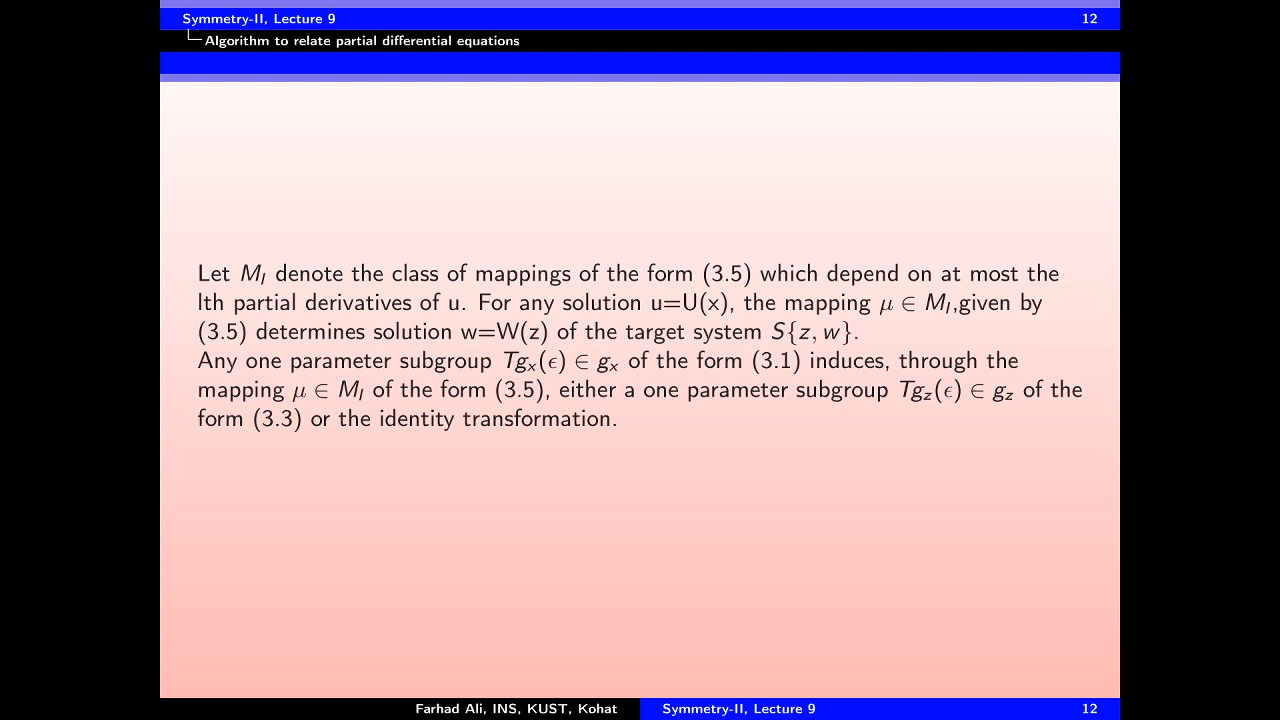 Symmetry-II, Lecture 9 12
Algorithm to relate partial differential equations
Let M_l denote the class of mappings of the form (3.5) which depend on at most the
lth partial derivatives of u. For any solution u=U(x), the mapping μ ∈ M_l,given by
(3.5) determines solution w=W(z) of the target system S{z, w}.
Any one parameter subgroup Tg_x(ϵ) ∈ g_x of the form (3.1) induces, through the
mapping μ ∈ M_l of the form (3.5), either a one parameter subgroup Tg_z(ϵ) ∈ g_z of the
form (3.3) or the identity transformation.
Farhad Ali, INS, KUST, Kohat Symmetry-II, Lecture 9 12